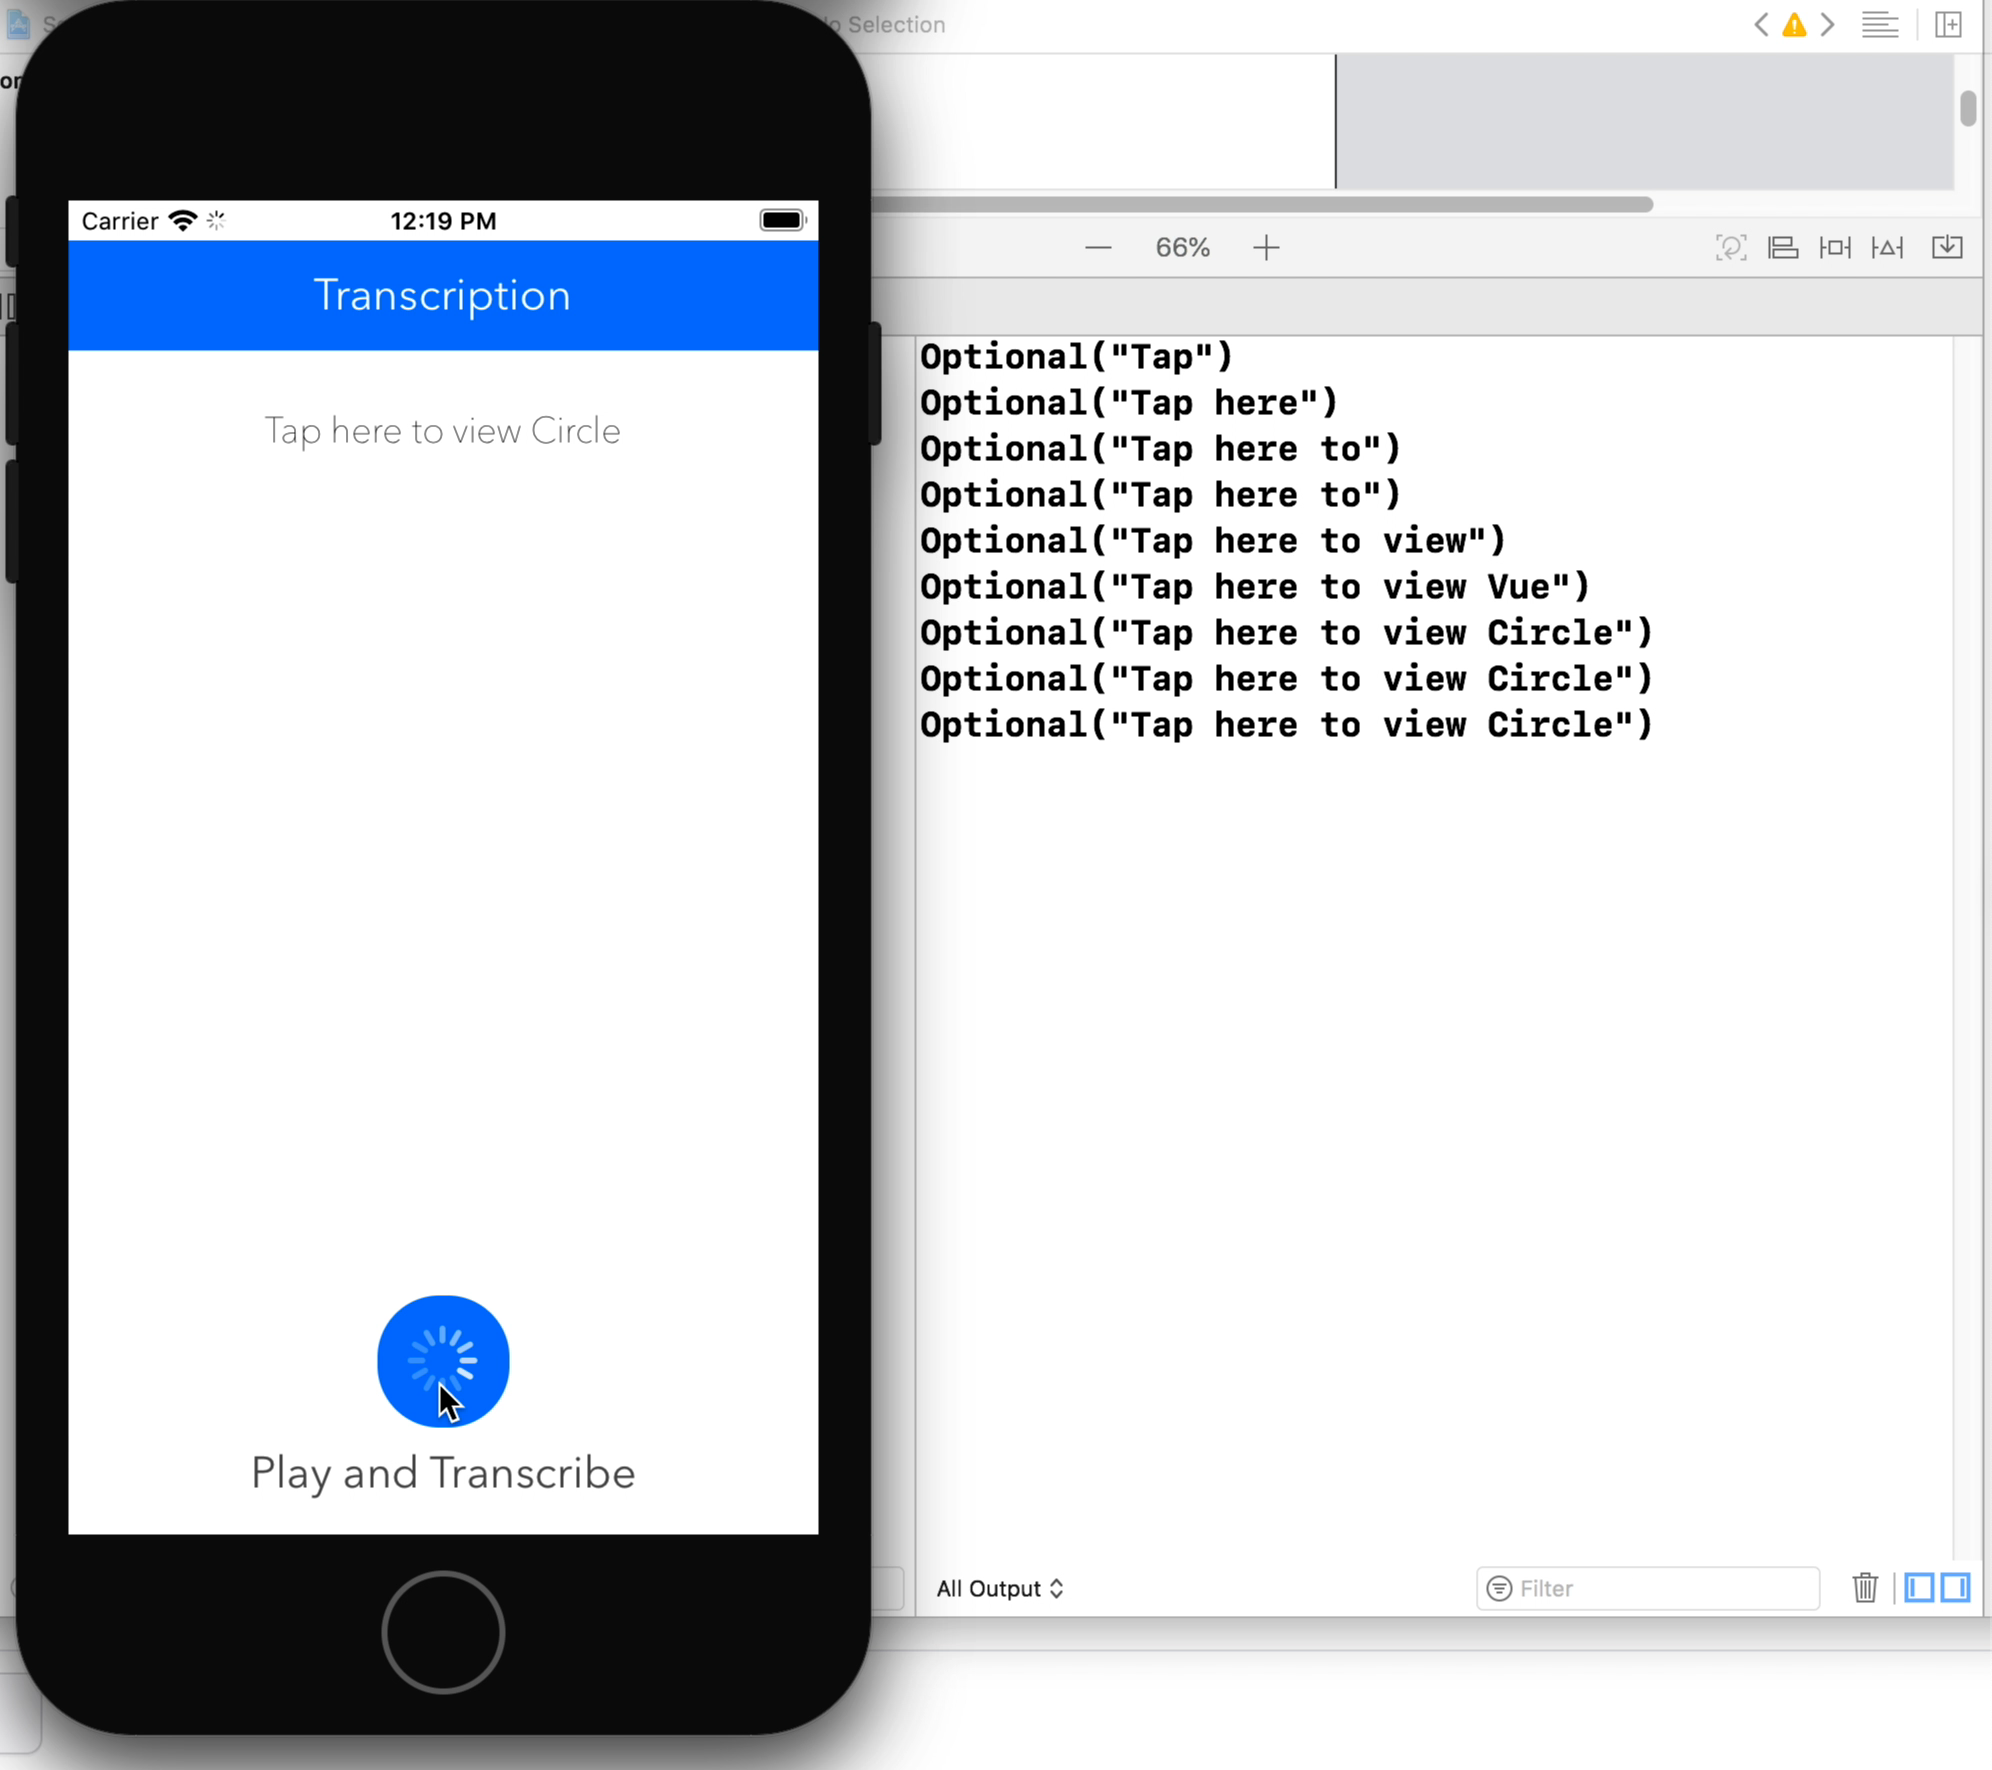 Selection
Carrier 12:19 PM
Transcription
Tap here to view Circle
Play and Transcribe
66%
Optional("Tap")
Optional("Tap here")
Optional("Tap here to")
Optional("Tap here to")
Optional("Tap here to view")
Optional("Tap here to view Vue")
Optional("Tap here to view Circle")
Optional("Tap here to view Circle")
Optional("Tap here to view Circle")
All Output
Filter